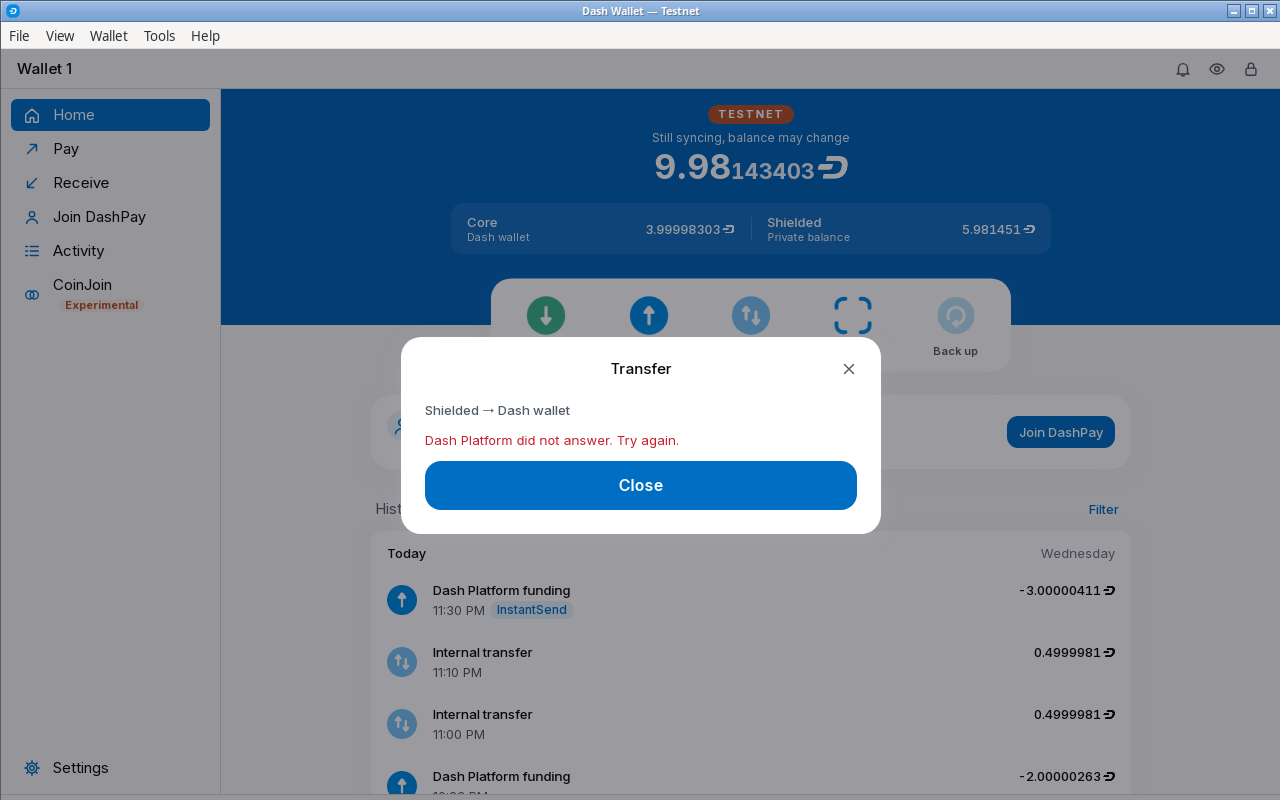 Dash Wallet — Testnet
File View Wallet Tools Help
Wallet 1
Home
Pay
Receive
Join DashPay
Activity
CoinJoin
Experimental
Settings
TESTNET
Still syncing, balance may change
9.98143403
Core
Dash wallet
3.99998303
Shielded
Private balance
5.981451
Back up
Transfer
Shielded → Dash wallet
Dash Platform did not answer. Try again.
Close
Join DashPay
Hist
Filter
Today
Wednesday
Dash Platform funding
-3.00000411
11:30 PM InstantSend
Internal transfer
0.4999981
11:10 PM
Internal transfer
0.4999981
11:00 PM
Dash Platform funding
-2.00000263